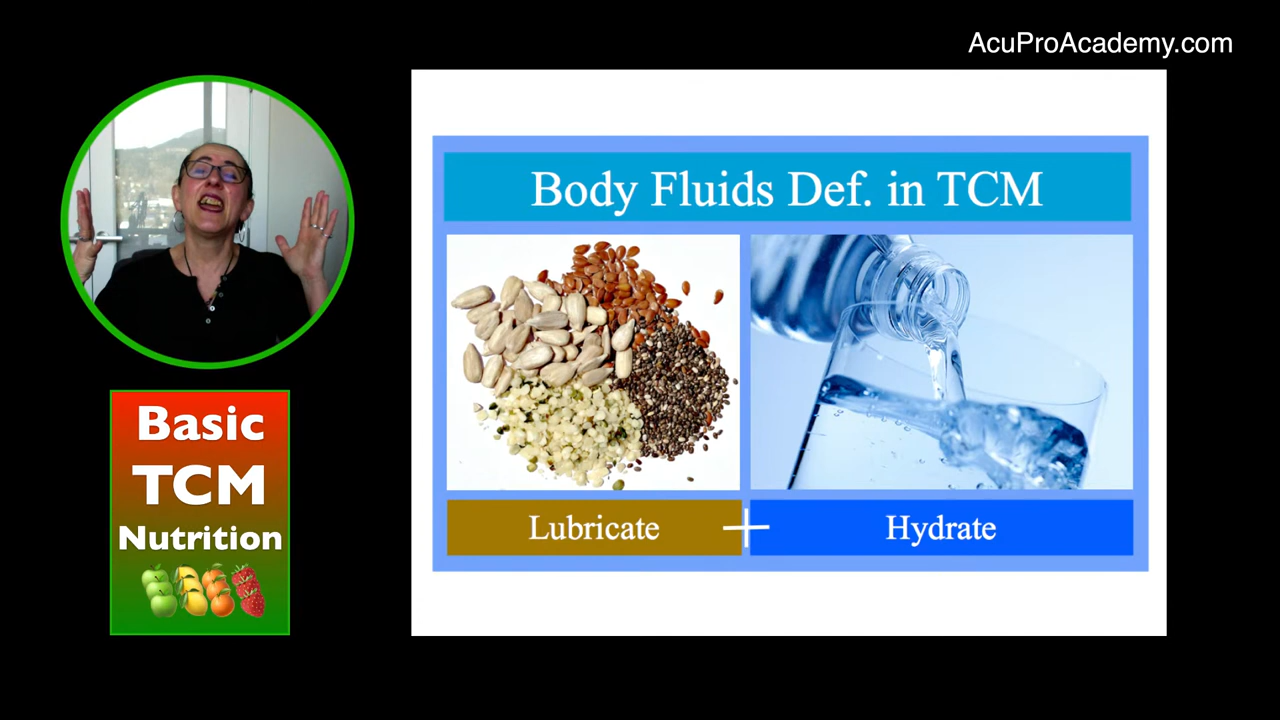 AcuProAcademy.com
Body Fluids Def. in TCM
Lubricate + Hydrate
Basic
TCM
Nutrition